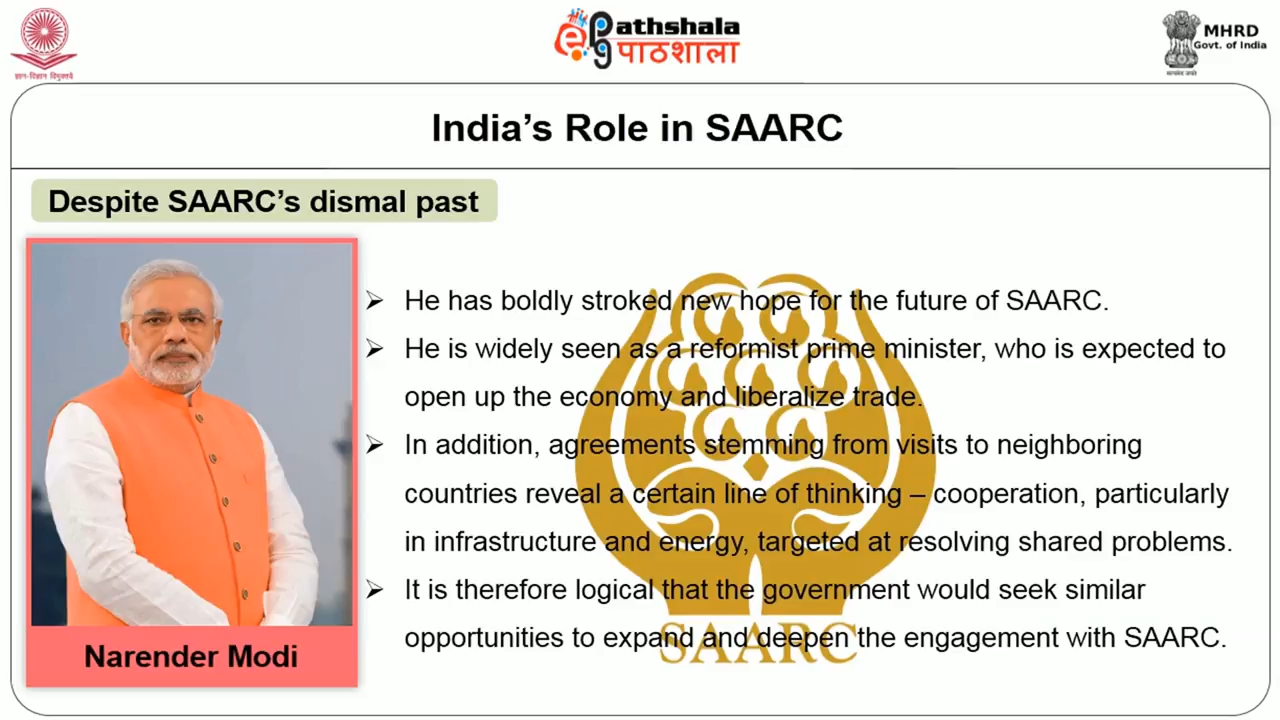 ज्ञान-विज्ञान विमुक्तये
ePathshala
पाठशाला
MHRD
Govt. of India
सत्यमेव जयते
India's Role in SAARC
Despite SAARC's dismal past
Narender Modi
➢ He has boldly stroked new hope for the future of SAARC.
➢ He is widely seen as a reformist prime minister, who is expected to
open up the economy and liberalize trade.
➢ In addition, agreements stemming from visits to neighboring
countries reveal a certain line of thinking – cooperation, particularly
in infrastructure and energy, targeted at resolving shared problems.
➢ It is therefore logical that the government would seek similar
opportunities to expand and deepen the engagement with SAARC.
SAARC